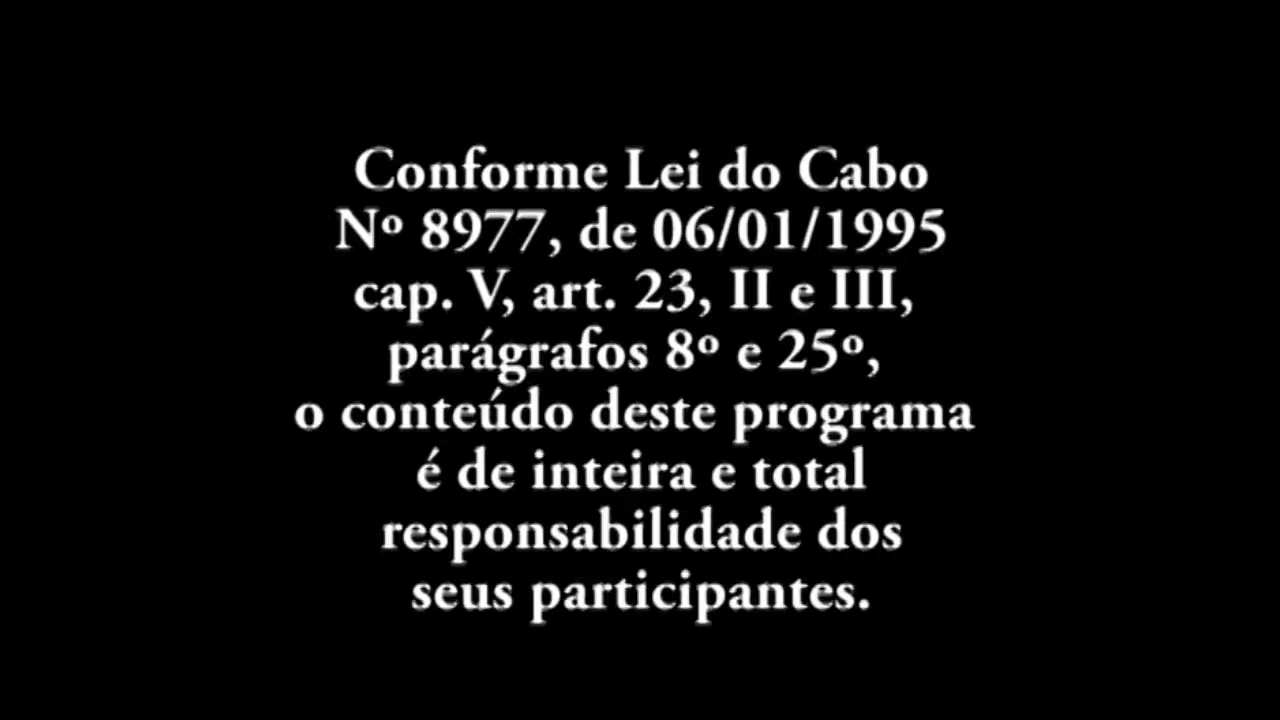 Conforme Lei do Cabo
Nº 8977, de 06/01/1995
cap. V, art. 23, II e III,
parágrafos 8º e 25º,
o conteúdo deste programa
é de inteira e total
responsabilidade dos
seus participantes.